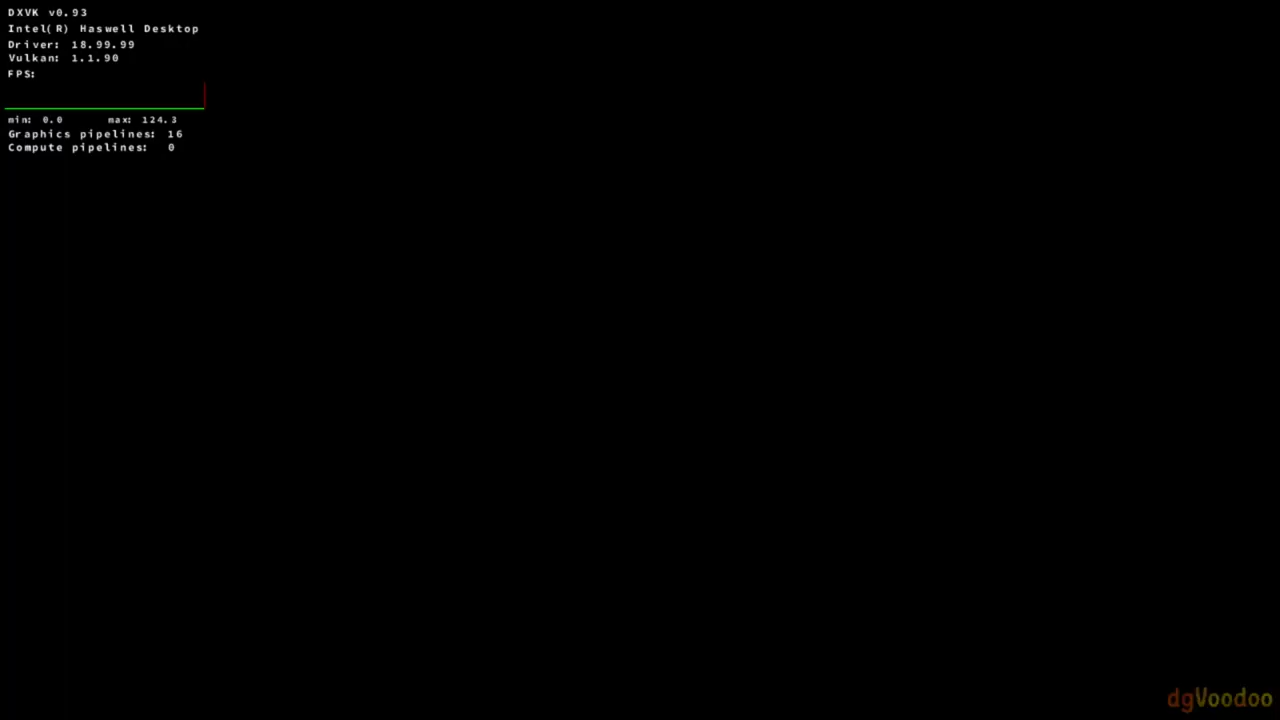 DXVK v0.93
Intel(R) Haswell Desktop
Driver: 18.99.99
Vulkan: 1.1.90
FPS:
min: 0.0 max: 124.3
Graphics pipelines: 16
Compute pipelines: 0
dgVoodoo